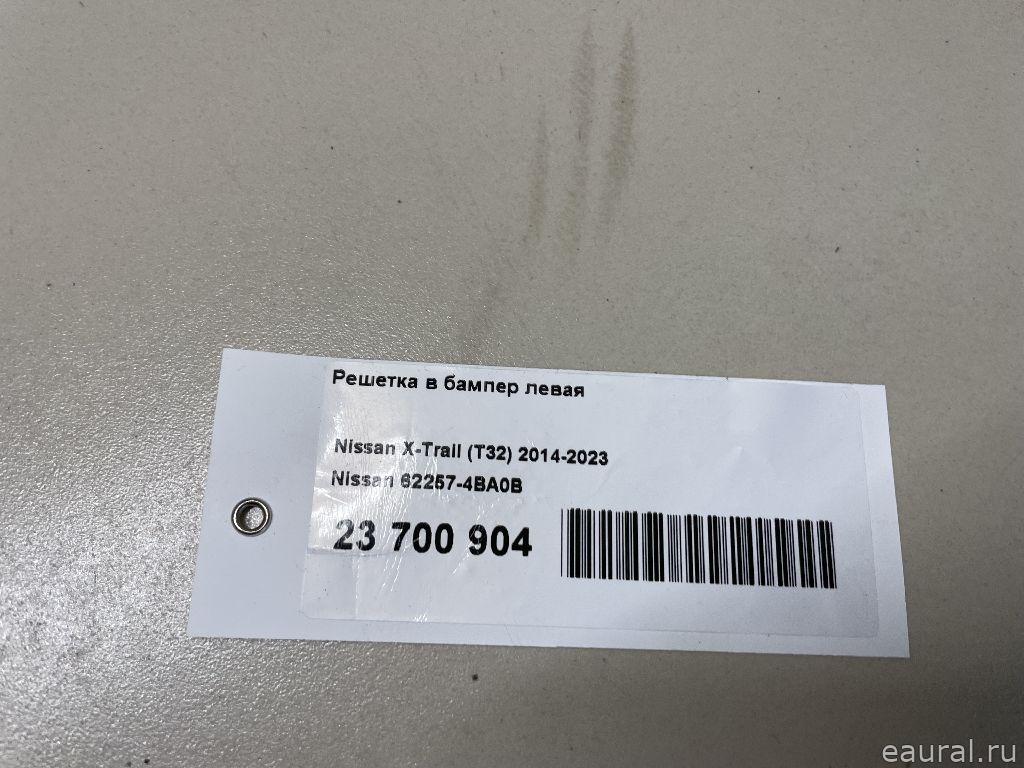 Решетка в бампер левая
Nissan X-Trail (T32) 2014-2023
Nissan 62257-4BA0B
23 700 904
eaural.ru